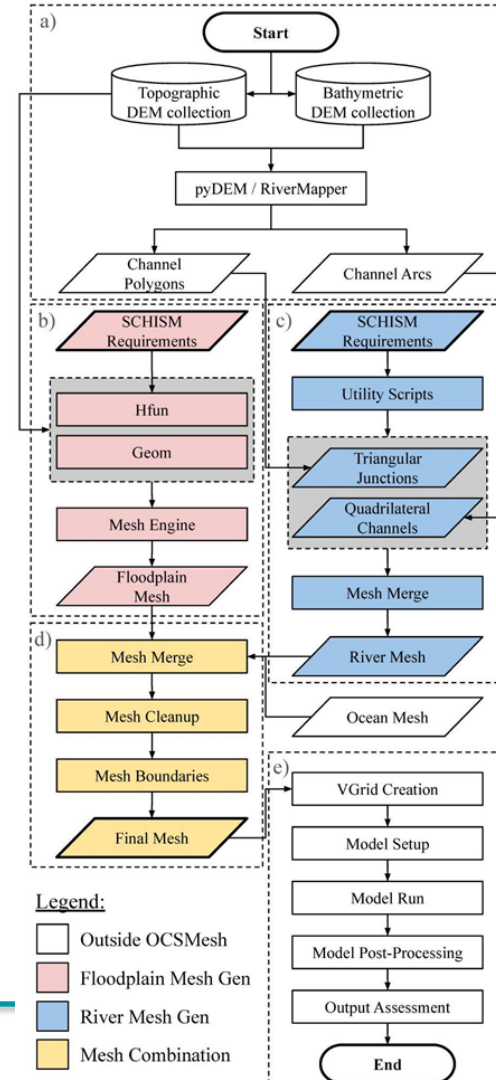 a)
Start
Topographic
DEM collection
Bathymetric
DEM collection
pyDEM / RiverMapper
Channel
Polygons
Channel Arcs
b)
SCHISM
Requirements
Hfun
Geom
Mesh Engine
Floodplain
Mesh
c)
SCHISM
Requirements
Utility Scripts
Triangular
Junctions
Quadrilateral
Channels
Mesh Merge
River Mesh
Ocean Mesh
d)
Mesh Merge
Mesh Cleanup
Mesh Boundaries
Final Mesh
e)
VGrid Creation
Model Setup
Model Run
Model Post-Processing
Output Assessment
End
Legend:
Outside OCSMesh
Floodplain Mesh Gen
River Mesh Gen
Mesh Combination